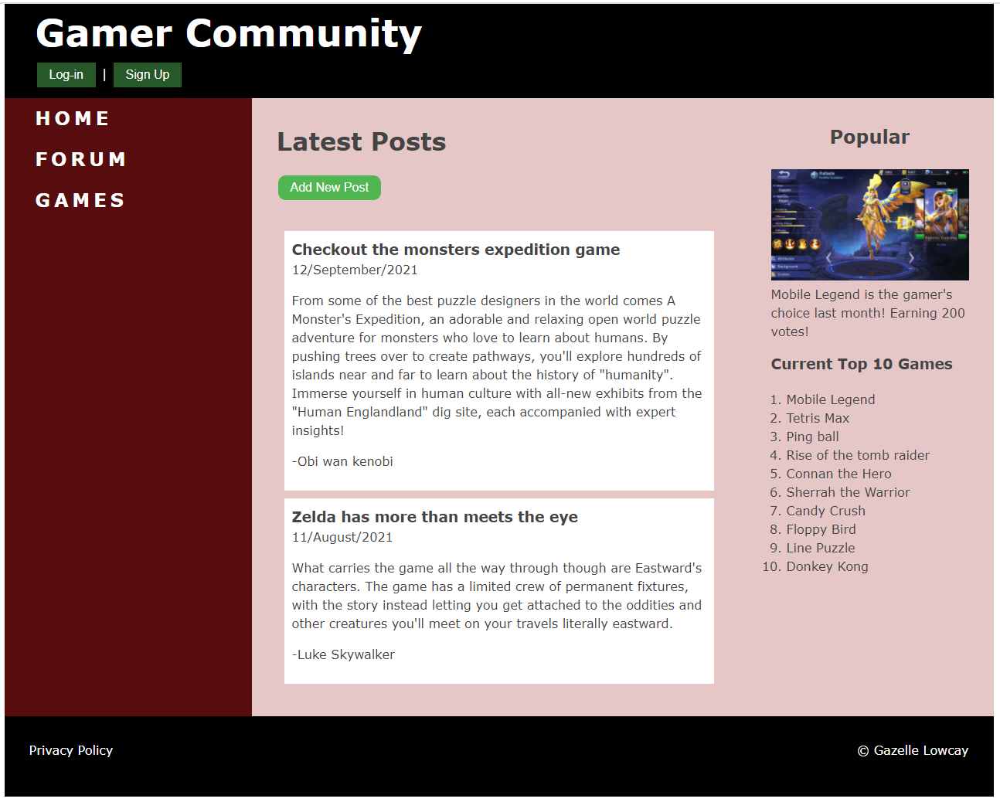 Gamer Community
Log-in | Sign Up
HOME
FORUM
GAMES
Latest Posts
Add New Post
Checkout the monsters expedition game
12/September/2021
From some of the best puzzle designers in the world comes A
Monster's Expedition, an adorable and relaxing open world puzzle
adventure for monsters who love to learn about humans. By
pushing trees over to create pathways, you'll explore hundreds of
islands near and far to learn about the history of "humanity".
Immerse yourself in human culture with all-new exhibits from the
"Human Englandland" dig site, each accompanied with expert
insights!
-Obi wan kenobi
Zelda has more than meets the eye
11/August/2021
What carries the game all the way through though are Eastward's
characters. The game has a limited crew of permanent fixtures,
with the story instead letting you get attached to the oddities and
other creatures you'll meet on your travels literally eastward.
-Luke Skywalker
Popular
Rafaela
Skins
Support
Attributes
Background
Mobile Legend is the gamer's
choice last month! Earning 200
votes!
Current Top 10 Games
1. Mobile Legend
2. Tetris Max
3. Ping ball
4. Rise of the tomb raider
5. Connan the Hero
6. Sherrah the Warrior
7. Candy Crush
8. Floppy Bird
9. Line Puzzle
10. Donkey Kong
Privacy Policy
© Gazelle Lowcay